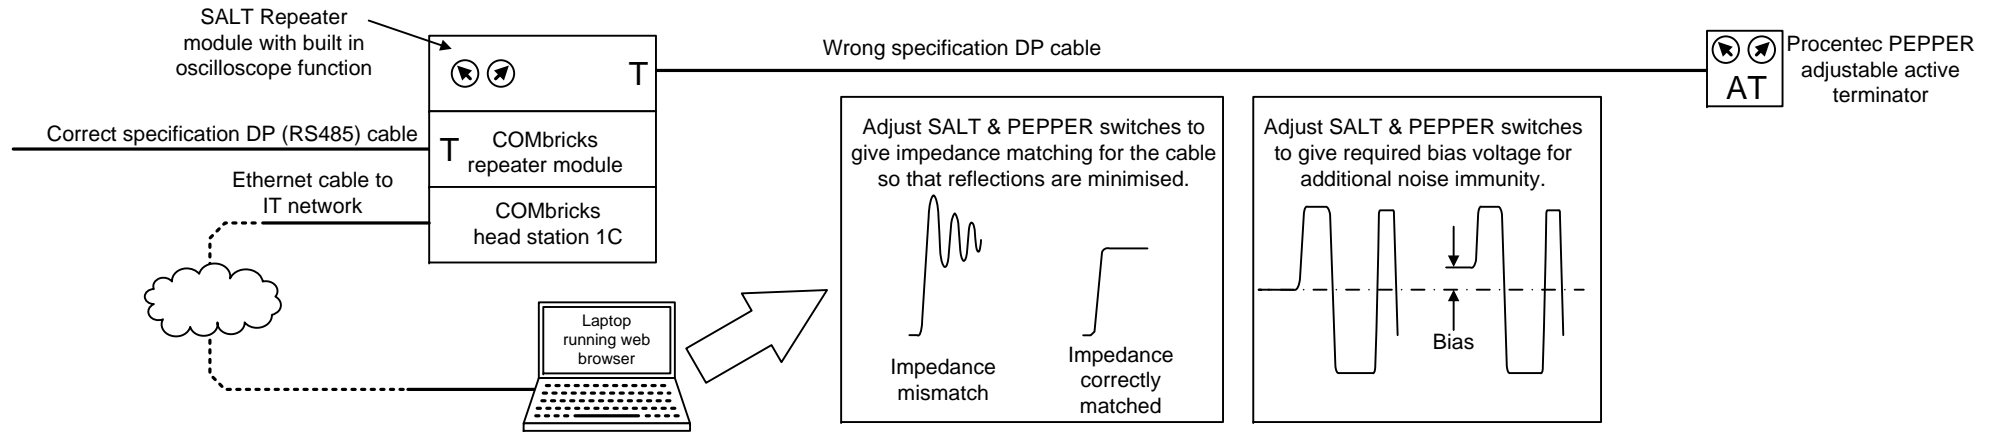 SALT Repeater
module with built in
oscilloscope function
T
Wrong specification DP cable
AT
Procentec PEPPER
adjustable active
terminator
Correct specification DP (RS485) cable
T
COMbricks
repeater module
Ethernet cable to
IT network
COMbricks
head station 1C
Laptop
running web
browser
Adjust SALT & PEPPER switches to
give impedance matching for the cable
so that reflections are minimised.
Impedance
mismatch
Impedance
correctly
matched
Adjust SALT & PEPPER switches
to give required bias voltage for
additional noise immunity.
Bias